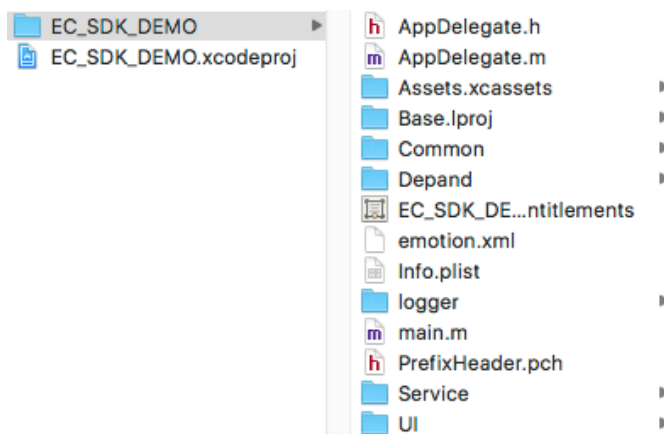 EC_SDK_DEMO
EC_SDK_DEMO.xcodeproj
AppDelegate.h
AppDelegate.m
Assets.xcassets
Base.lproj
Common
Depand
EC_SDK_DE...ntitlements
emotion.xml
Info.plist
logger
main.m
PrefixHeader.pch
Service
UI